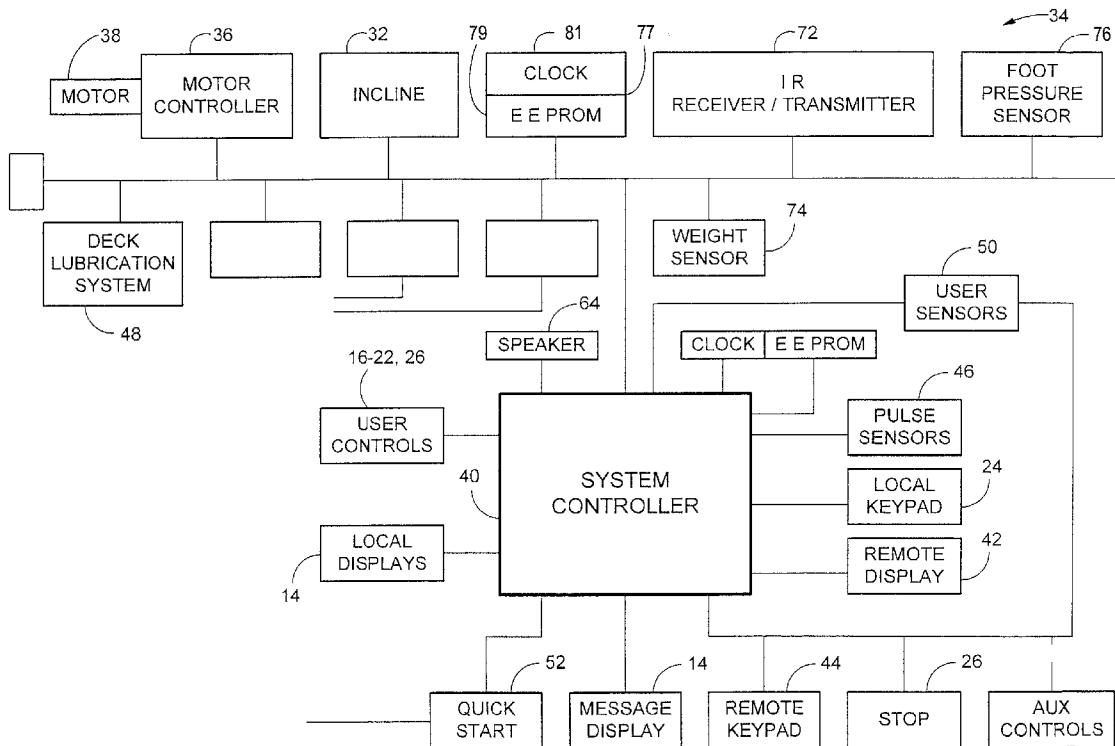 34
38
36
32
79
81
77
72
76
MOTOR
MOTOR
CONTROLLER
INCLINE
CLOCK
E E PROM
I R
RECEIVER / TRANSMITTER
FOOT
PRESSURE
SENSOR
DECK
LUBRICATION
SYSTEM
48
WEIGHT
SENSOR
74
50
USER
SENSORS
64
SPEAKER
CLOCK
E E PROM
16-22, 26
USER
CONTROLS
46
PULSE
SENSORS
40
SYSTEM
CONTROLLER
24
LOCAL
KEYPAD
LOCAL
DISPLAYS
14
42
REMOTE
DISPLAY
52
QUICK
START
14
MESSAGE
DISPLAY
44
REMOTE
KEYPAD
26
STOP
AUX
CONTROLS